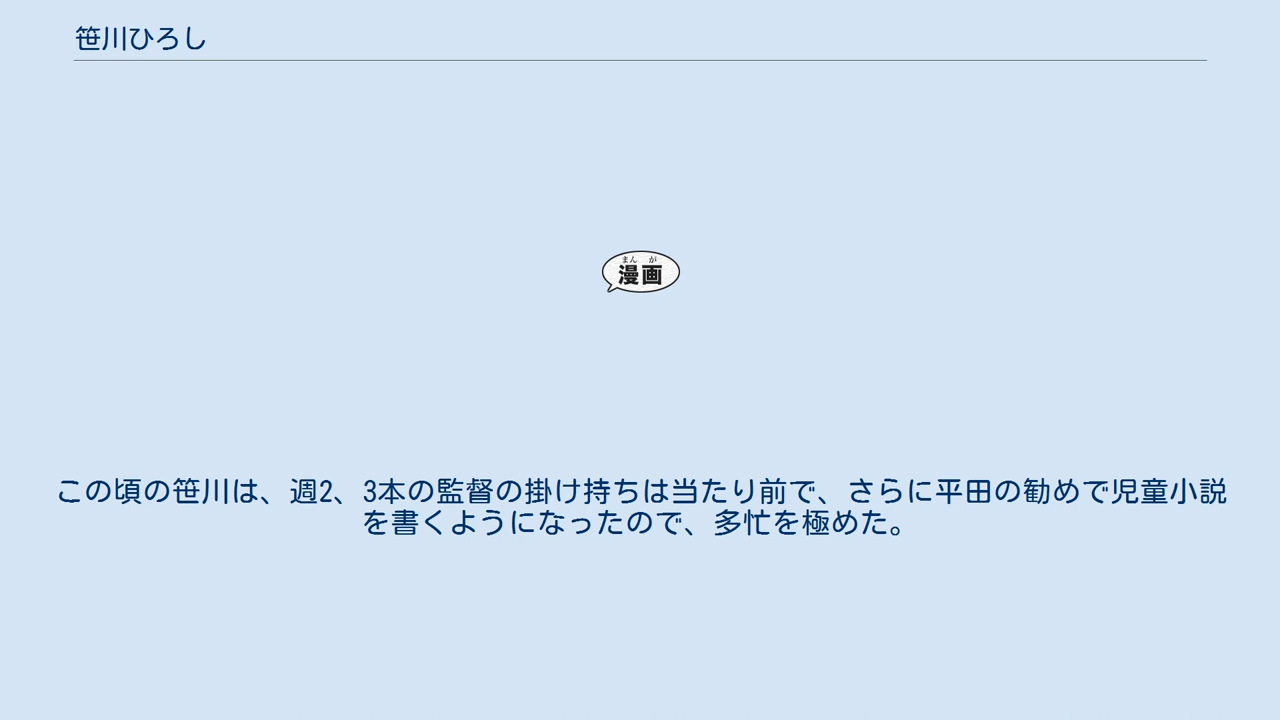 笹川ひろし
まん が
漫画
この頃の笹川は、週2、3本の監督の掛け持ちは当たり前で、さらに平田の勧めで児童小説
を書くようになったので、多忙を極めた。